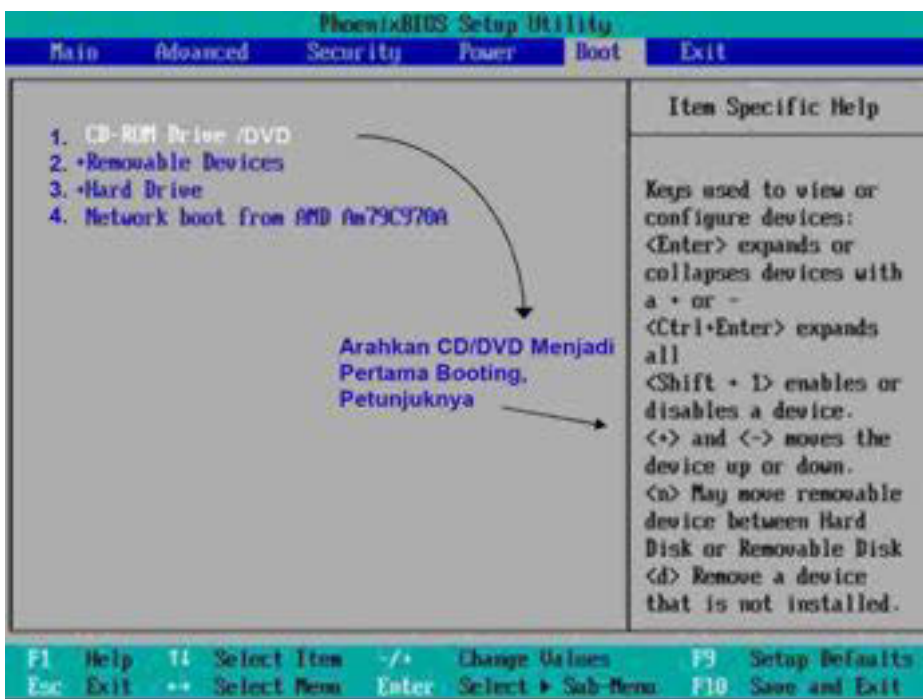 PhoenixBIOS Setup Utility
Main Advanced Security Power Boot Exit
1. CD-ROM Drive /DVD
2. +Removable Devices
3. +Hard Drive
4. Network boot from AMD Am79C970A
Arahkan CD/DVD Menjadi
Pertama Booting,
Petunjuknya
Item Specific Help
Keys used to view or
configure devices:
<Enter> expands or
collapses devices with
a + or -
<Ctrl+Enter> expands
all
<Shift + 1> enables or
disables a device.
<+> and <-> moves the
device up or down.
<n> May move removable
device between Hard
Disk or Removable Disk
<d> Remove a device
that is not installed.
F1 Help ↑↓ Select Item -/+ Change Values F9 Setup Defaults
Esc Exit ↔ Select Menu Enter Select ▶ Sub-Menu F10 Save and Exit